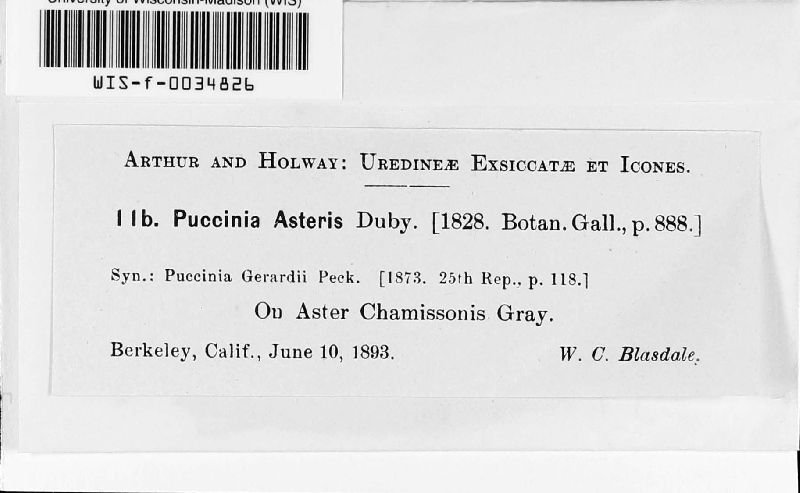 University of Wisconsin-Madison (WIS)
WIS-f-0034826
ARTHUR AND HOLWAY: UREDINEÆ EXSICCATÆ ET ICONES.
11b. Puccinia Asteris Duby. [1828. Botan. Gall., p. 888.]
Syn.: Puccinia Gerardii Peck. [1873. 25th Rep., p. 118.]
On Aster Chamissonis Gray.
Berkeley, Calif., June 10, 1893. W. C. Blasdale.